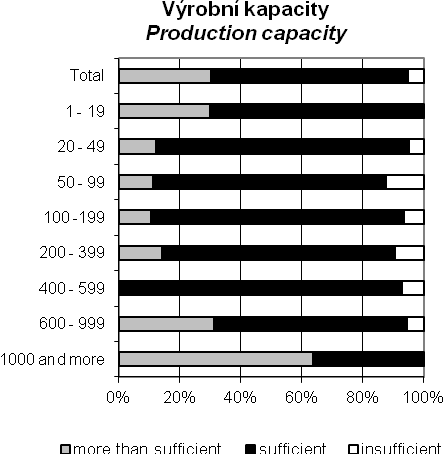 Výrobní kapacity
Production capacity
Total
1 - 19
20 - 49
50 - 99
100 -199
200 - 399
400 - 599
600 - 999
1000 and more
0% 20% 40% 60% 80% 100%
more than sufficient sufficient insufficient